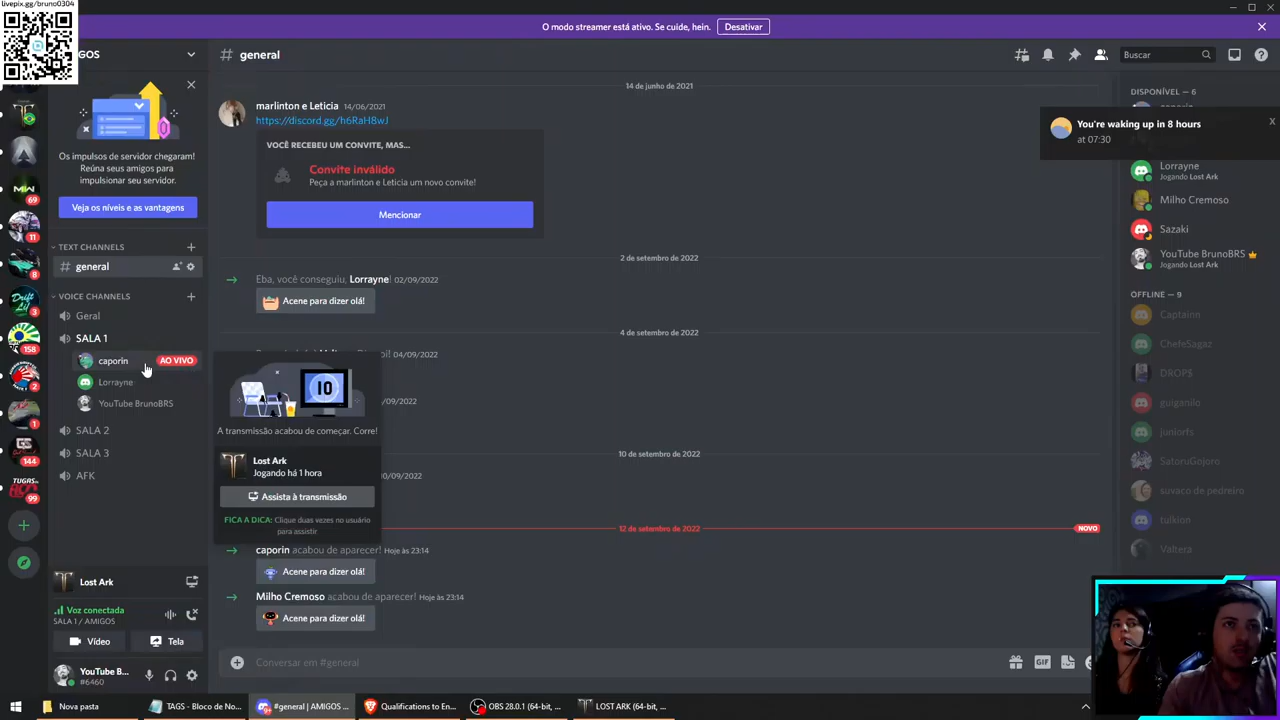 livepix.gg/bruno0304
O modo streamer está ativo. Se cuide, hein.
Desativar
# general
Buscar
Os impulsos de servidor chegaram!
Reúna seus amigos para
impulsionar seu servidor.
Veja os níveis e as vantagens
TEXT CHANNELS
# general
VOICE CHANNELS
Geral
SALA 1
caporin
AO VIVO
Lorrayne
YouTube BrunoBRS
SALA 2
SALA 3
AFK
Lost Ark
Voz conectada
SALA 1 / AMIGOS
Vídeo
Tela
YouTube B...
#6460
69
11
8
3
158
2
1
144
99
14 de junho de 2021
marlinton e Leticia 14/06/2021
https://discord.gg/h6RaH8wJ
VOCÊ RECEBEU UM CONVITE, MAS...
Convite inválido
Peça a marlinton e Leticia um novo convite!
Mencionar
2 de setembro de 2022
Eba, você conseguiu, Lorrayne! 02/09/2022
Acene para dizer olá!
4 de setembro de 2022
04/09/2022
10 de setembro de 2022
A transmissão acabou de começar. Corre!
Lost Ark
Jogando há 1 hora
Assista à transmissão
FICA A DICA: Clique duas vezes no usuário
para assistir
12 de setembro de 2022
NOVO
caporin acabou de aparecer! Hoje às 23:14
Acene para dizer olá!
Milho Cremoso acabou de aparecer! Hoje às 23:14
Acene para dizer olá!
Conversar em #general
GIF
DISPONÍVEL — 6
You're waking up in 8 hours
at 07:30
Lorrayne
Jogando Lost Ark
Milho Cremoso
Sazaki
YouTube BrunoBRS
Jogando Lost Ark
OFFLINE — 9
Captainn
ChefeSagaz
DROPS
guiganilo
juniorfs
SatoruGojoro
suvaco de pedreiro
tulkion
Valtera
Nova pasta
TAGS - Bloco de No...
#general | AMIGOS ...
Qualifications to En...
OBS 28.0.1 (64-bit, ...
LOST ARK (64-bit, ...